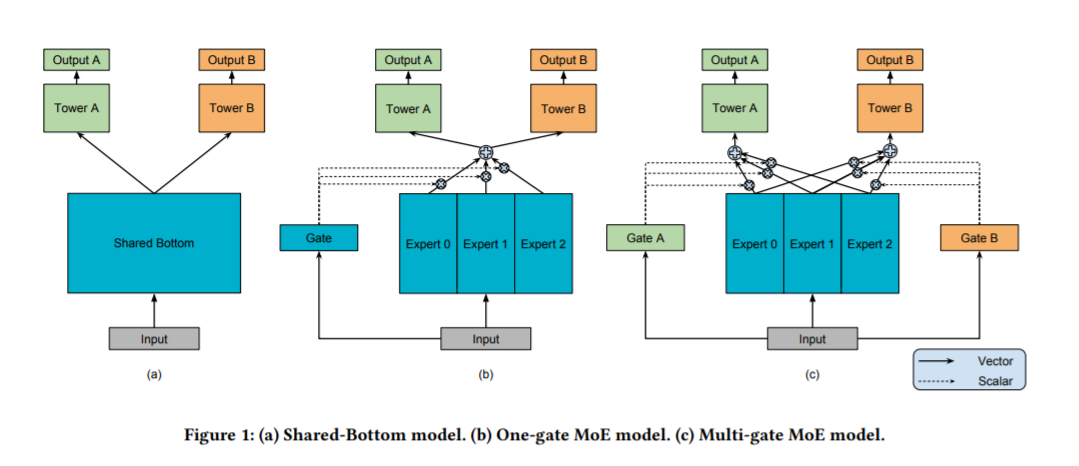 Output A
Output B
Tower A
Tower B
Shared Bottom
Input
(a)
Output A
Output B
Tower A
Tower B
Gate
Expert 0
Expert 1
Expert 2
Input
(b)
Output A
Output B
Tower A
Tower B
Gate A
Expert 0
Expert 1
Expert 2
Gate B
Input
(c)
Vector
Scalar
Figure 1: (a) Shared-Bottom model. (b) One-gate MoE model. (c) Multi-gate MoE model.